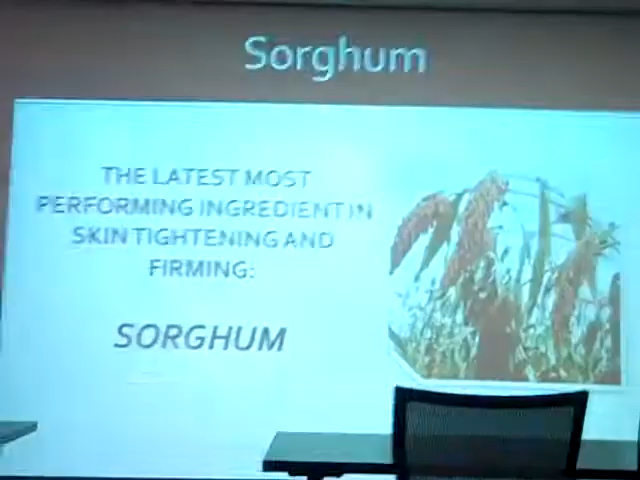 Sorghum
THE LATEST MOST
PERFORMING INGREDIENT IN
SKIN TIGHTENING AND
FIRMING:
SORGHUM